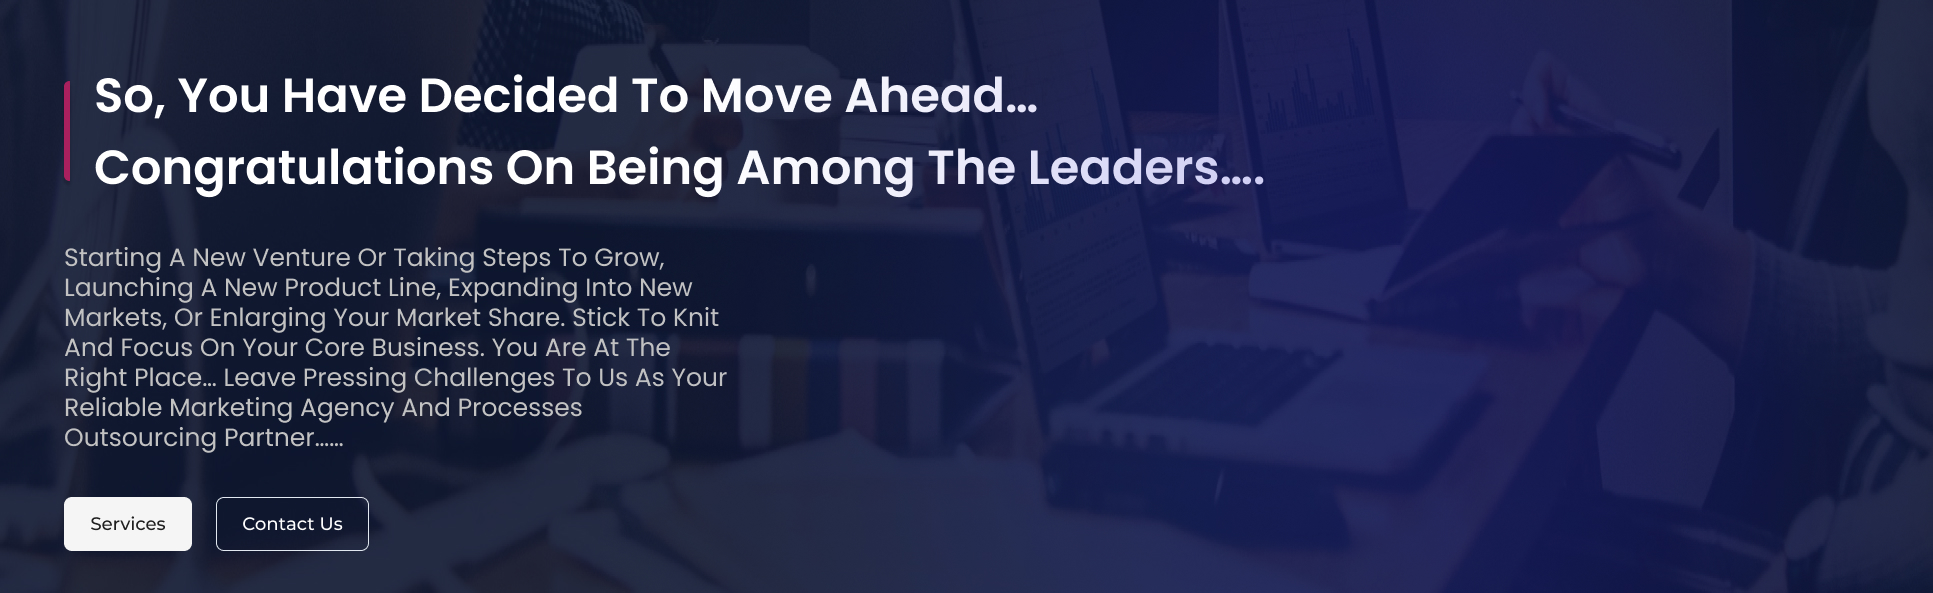 So, You Have Decided To Move Ahead...
Congratulations On Being Among The Leaders....
Starting A New Venture Or Taking Steps To Grow,
Launching A New Product Line, Expanding Into New
Markets, Or Enlarging Your Market Share. Stick To Knit
And Focus On Your Core Business. You Are At The
Right Place... Leave Pressing Challenges To Us As Your
Reliable Marketing Agency And Processes
Outsourcing Partner......
Services
Contact Us